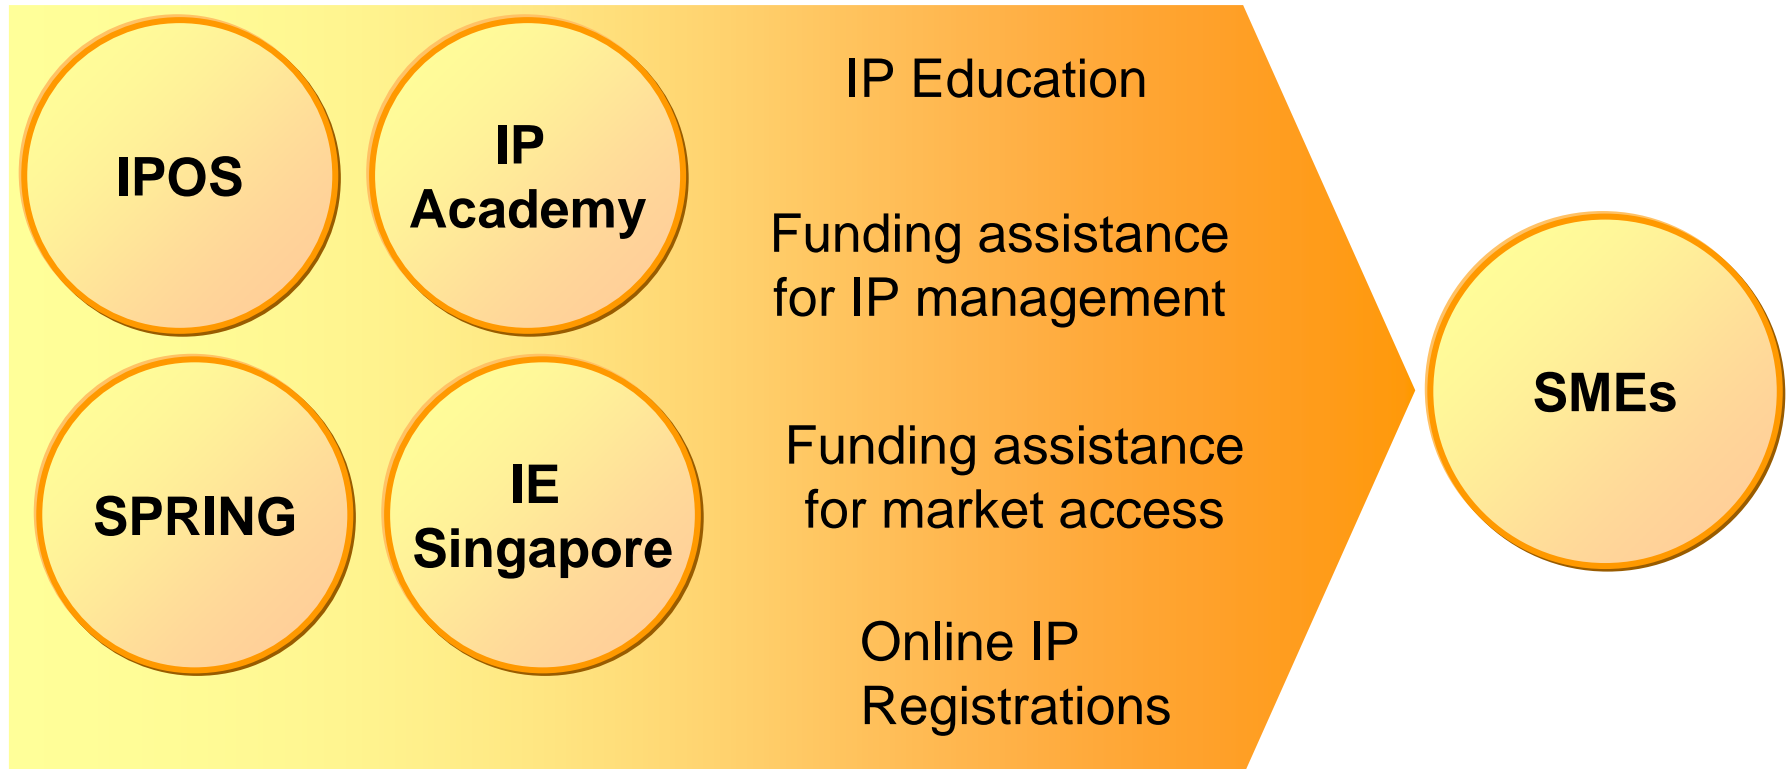 IPOS
IP
Academy
SPRING
IE
Singapore
IP Education
Funding assistance
for IP management
Funding assistance
for market access
Online IP
Registrations
SMEs